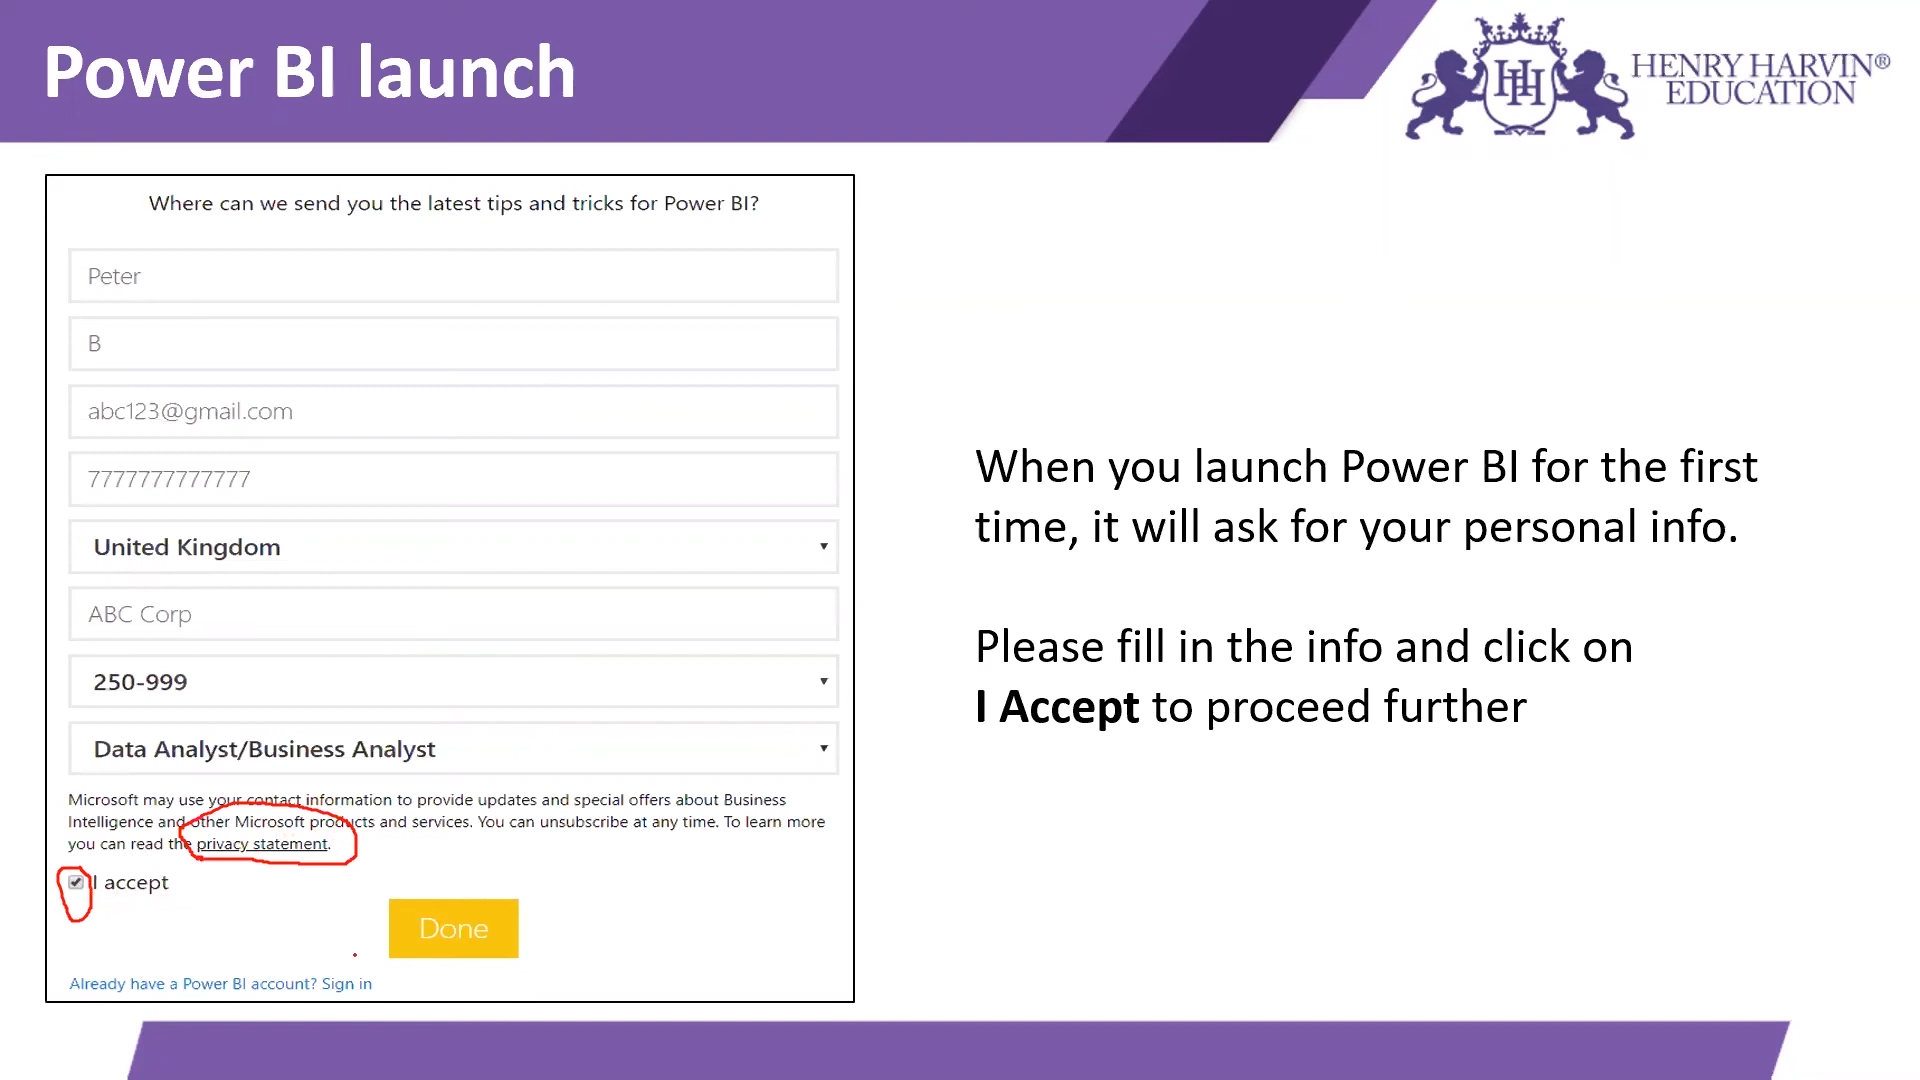 Power BI launch
HENRY HARVIN®
EDUCATION
HH
Where can we send you the latest tips and tricks for Power BI?
Peter
B
abc123@gmail.com
7777777777777
United Kingdom
ABC Corp
250-999
Data Analyst/Business Analyst
Microsoft may use your contact information to provide updates and special offers about Business
Intelligence and other Microsoft products and services. You can unsubscribe at any time. To learn more
you can read the privacy statement.
I accept
Done
Already have a Power BI account? Sign in
When you launch Power BI for the first
time, it will ask for your personal info.
Please fill in the info and click on
I Accept to proceed further